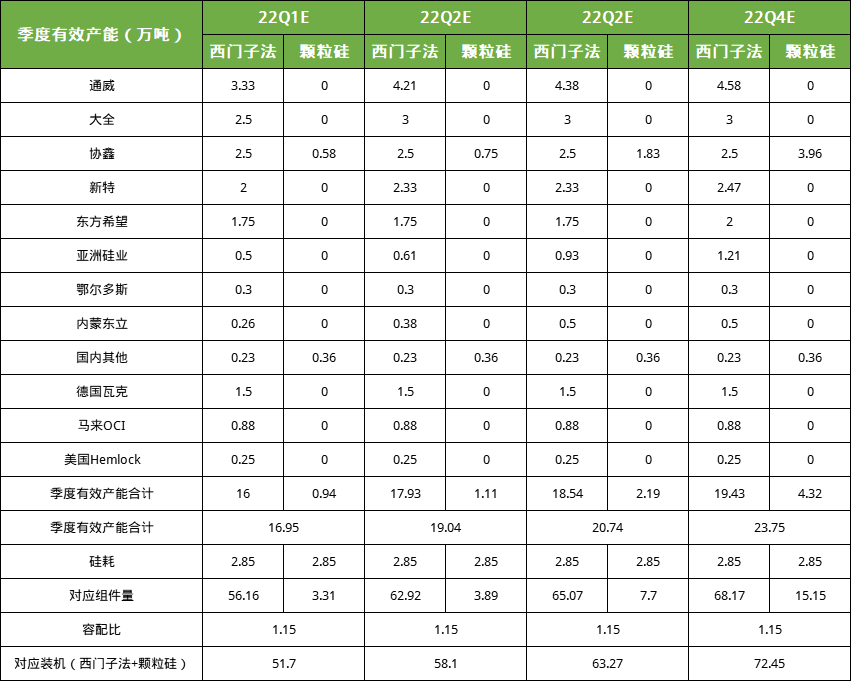 季度有效产能（万吨） 22Q1E 22Q2E 22Q2E 22Q4E
西门子法 颗粒硅 西门子法 颗粒硅 西门子法 颗粒硅 西门子法 颗粒硅
通威 3.33 0 4.21 0 4.38 0 4.58 0
大全 2.5 0 3 0 3 0 3 0
协鑫 2.5 0.58 2.5 0.75 2.5 1.83 2.5 3.96
新特 2 0 2.33 0 2.33 0 2.47 0
东方希望 1.75 0 1.75 0 1.75 0 2 0
亚洲硅业 0.5 0 0.61 0 0.93 0 1.21 0
鄂尔多斯 0.3 0 0.3 0 0.3 0 0.3 0
内蒙东立 0.26 0 0.38 0 0.5 0 0.5 0
国内其他 0.23 0.36 0.23 0.36 0.23 0.36 0.23 0.36
德国瓦克 1.5 0 1.5 0 1.5 0 1.5 0
马来OCI 0.88 0 0.88 0 0.88 0 0.88 0
美国Hemlock 0.25 0 0.25 0 0.25 0 0.25 0
季度有效产能合计 16 0.94 17.93 1.11 18.54 2.19 19.43 4.32
季度有效产能合计 16.95 19.04 20.74 23.75
硅耗 2.85 2.85 2.85 2.85 2.85 2.85 2.85 2.85
对应组件量 56.16 3.31 62.92 3.89 65.07 7.7 68.17 15.15
容配比 1.15 1.15 1.15 1.15
对应装机（西门子法+颗粒硅） 51.7 58.1 63.27 72.45